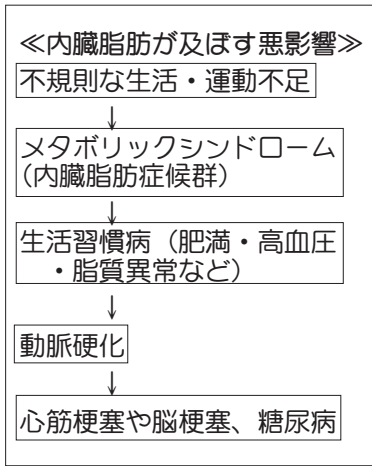 ≪内臓脂肪が及ぼす悪影響≫
不規則な生活・運動不足
↓
メタボリックシンドローム
(内臓脂肪症候群)
↓
生活習慣病（肥満・高血圧
・脂質異常など）
↓
動脈硬化
↓
心筋梗塞や脳梗塞、糖尿病